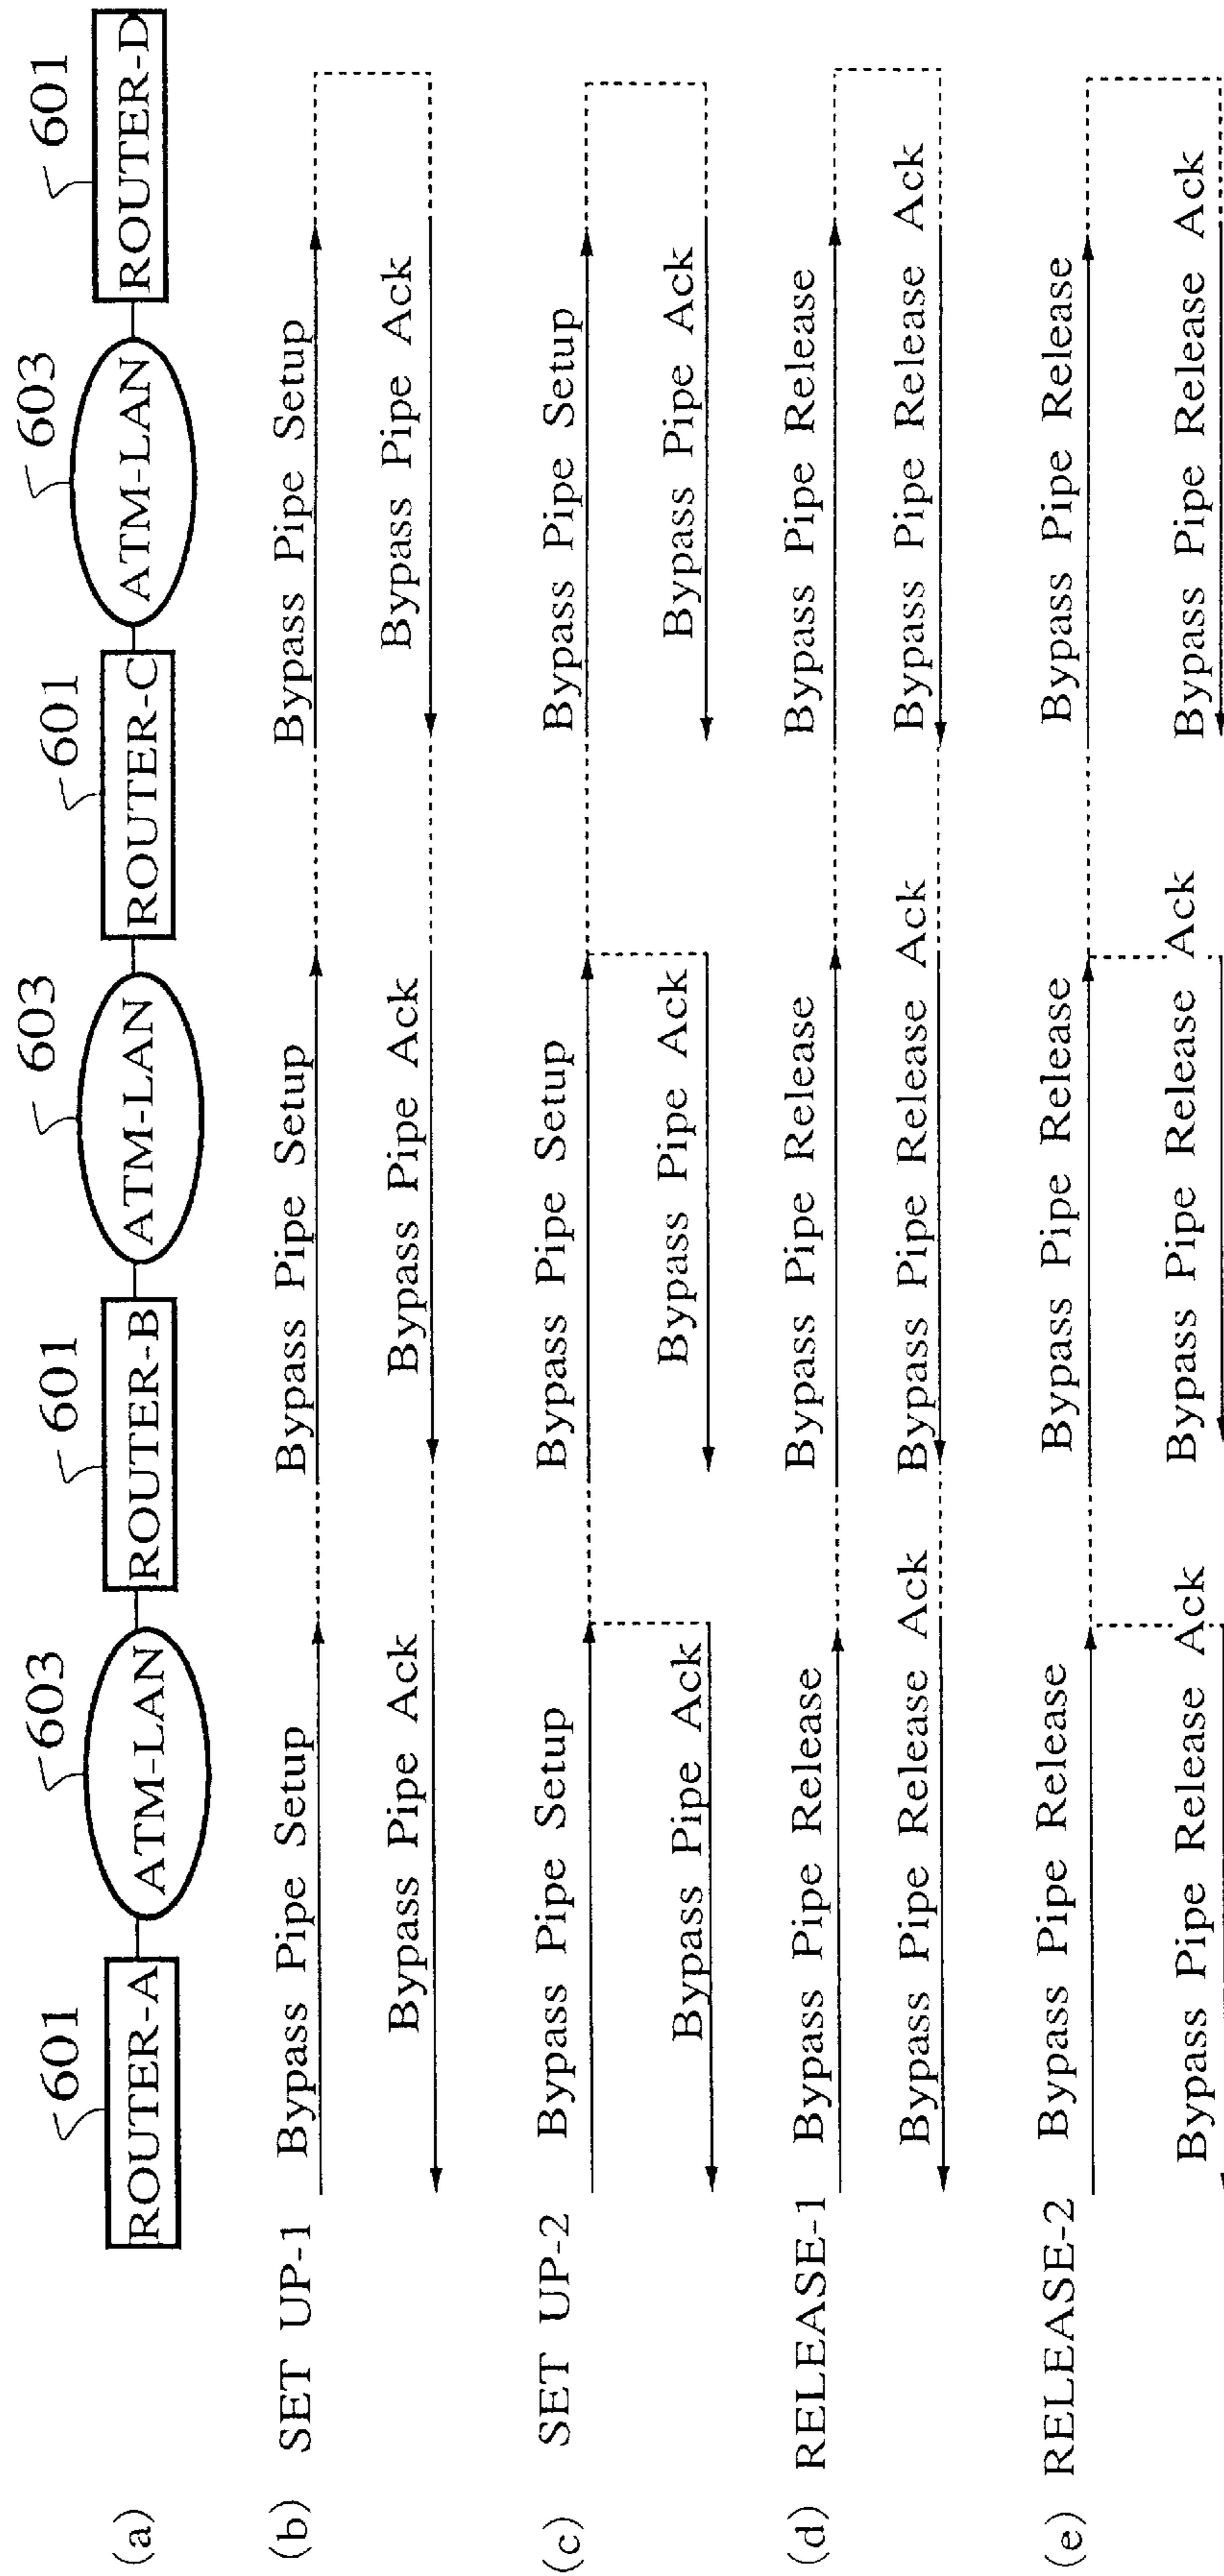 (a)
601
ROUTER-A
603
ATM-LAN
601
ROUTER-B
603
ATM-LAN
601
ROUTER-C
603
ATM-LAN
601
ROUTER-D
(b) SET UP-1
Bypass Pipe Setup
Bypass Pipe Setup
Bypass Pipe Setup
Bypass Pipe Ack
Bypass Pipe Ack
Bypass Pipe Ack
(c) SET UP-2
Bypass Pipe Setup
Bypass Pipe Setup
Bypass Pipe Setup
Bypass Pipe Ack
Bypass Pipe Ack
Bypass Pipe Ack
(d) RELEASE-1
Bypass Pipe Release
Bypass Pipe Release
Bypass Pipe Release
Bypass Pipe Release Ack
Bypass Pipe Release Ack
Bypass Pipe Release Ack
(e) RELEASE-2
Bypass Pipe Release
Bypass Pipe Release
Bypass Pipe Release
Bypass Pipe Release Ack
Bypass Pipe Release Ack
Bypass Pipe Release Ack